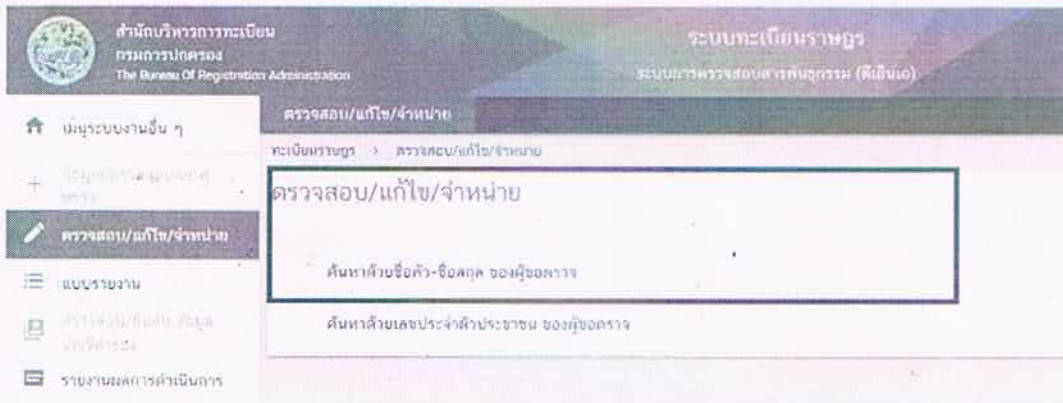 สำนักบริหารการทะเบียน
กรมการปกครอง
The Bureau Of Registration Administration
ระบบทะเบียนราษฎร
ระบบการตรวจสอบสารพันธุกรรม (ดีเอ็นเอ)
ตรวจสอบ/แก้ไข/จำหน่าย
เมนูระบบงานอื่น ๆ
ทะเบียนราษฎร > ตรวจสอบ/แก้ไข/จำหน่าย
ตรวจสอบ/แก้ไข/จำหน่าย
ตรวจสอบ/แก้ไข/จำหน่าย
ค้นหาด้วยชื่อตัว-ชื่อสกุล ของผู้ขอตรวจ
แบบรายงาน
ค้นหาด้วยเลขประจำตัวประชาชน ของผู้ขอตรวจ
รายงานผลการดำเนินการ